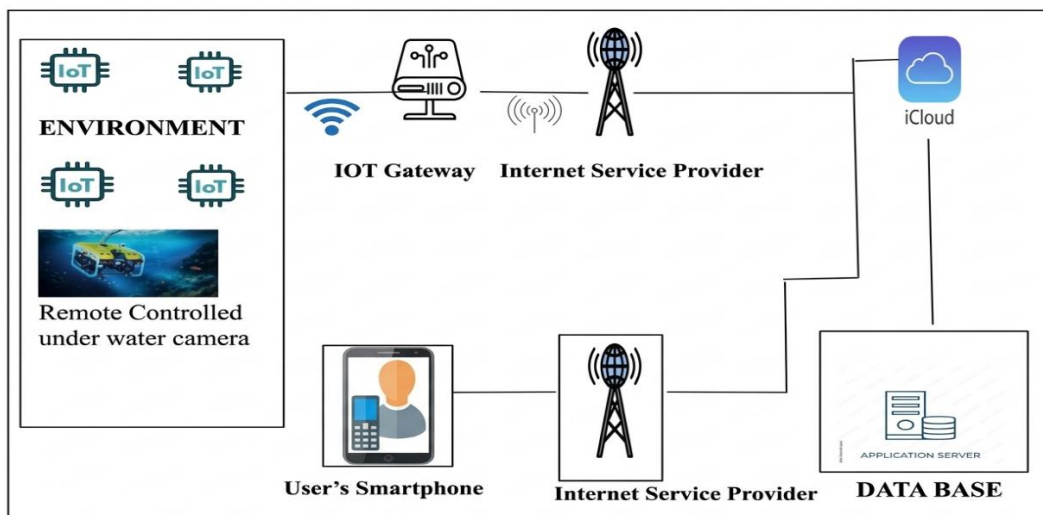 IoT
IoT
ENVIRONMENT
IoT
IoT
Remote Controlled
under water camera
IOT Gateway
Internet Service Provider
iCloud
User's Smartphone
Internet Service Provider
APPLICATION SERVER
DATA BASE